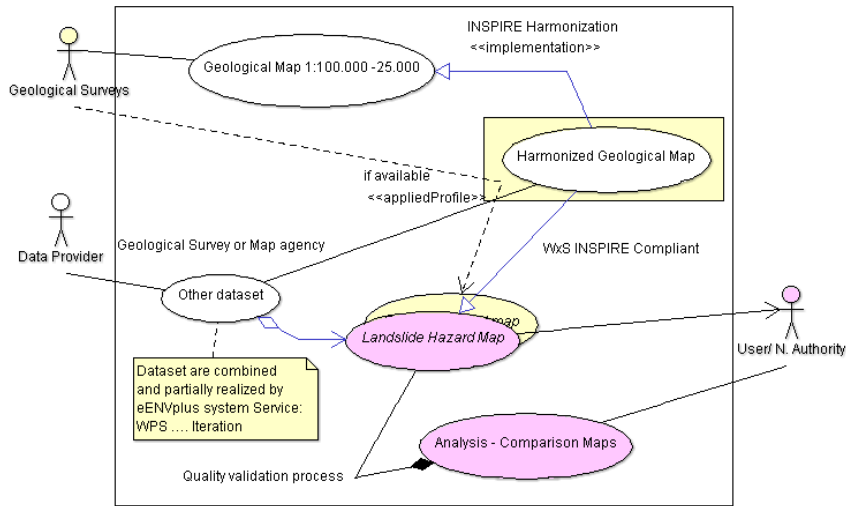 INSPIRE Harmonization
<<implementation>>
Geological Map 1:100.000 -25.000
Geological Surveys
Harmonized Geological Map
if available
<<appliedProfile>>
Data Provider
Geological Survey or Map agency
WxS INSPIRE Compliant
Other dataset
map
Landslide Hazard Map
User/ N. Authority
Dataset are combined
and partially realized by
eENVplus system Service:
WPS .... Iteration
Analysis - Comparison Maps
Quality validation process